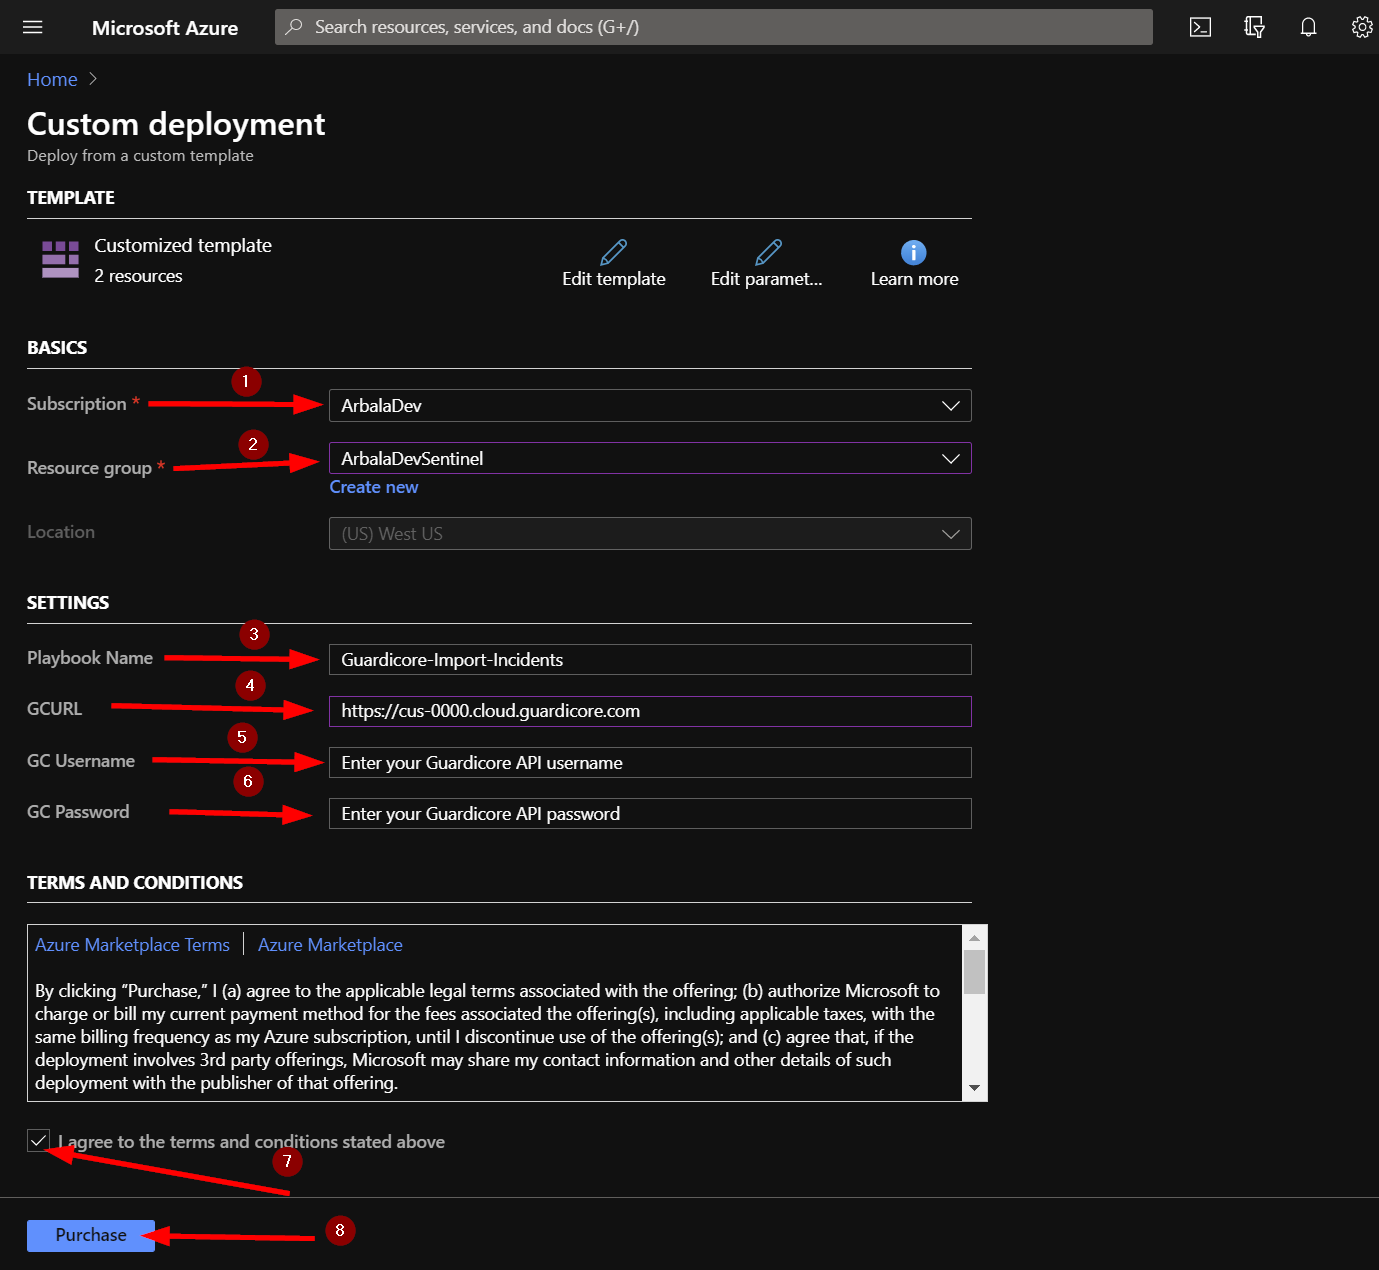 Microsoft Azure
Search resources, services, and docs (G+/)
Home
Custom deployment
Deploy from a custom template
TEMPLATE
Customized template
2 resources
Edit template
Edit paramet...
Learn more
BASICS
1
Subscription *
ArbalaDev
2
Resource group *
ArbalaDevSentinel
Create new
Location
(US) West US
SETTINGS
3
Playbook Name
Guardicore-Import-Incidents
4
GCURL
https://cus-0000.cloud.guardicore.com
5
GC Username
Enter your Guardicore API username
6
GC Password
Enter your Guardicore API password
TERMS AND CONDITIONS
Azure Marketplace Terms
Azure Marketplace
By clicking “Purchase,” I (a) agree to the applicable legal terms associated with the offering; (b) authorize Microsoft to
charge or bill my current payment method for the fees associated the offering(s), including applicable taxes, with the
same billing frequency as my Azure subscription, until I discontinue use of the offering(s); and (c) agree that, if the
deployment involves 3rd party offerings, Microsoft may share my contact information and other details of such
deployment with the publisher of that offering.
I agree to the terms and conditions stated above
7
Purchase
8